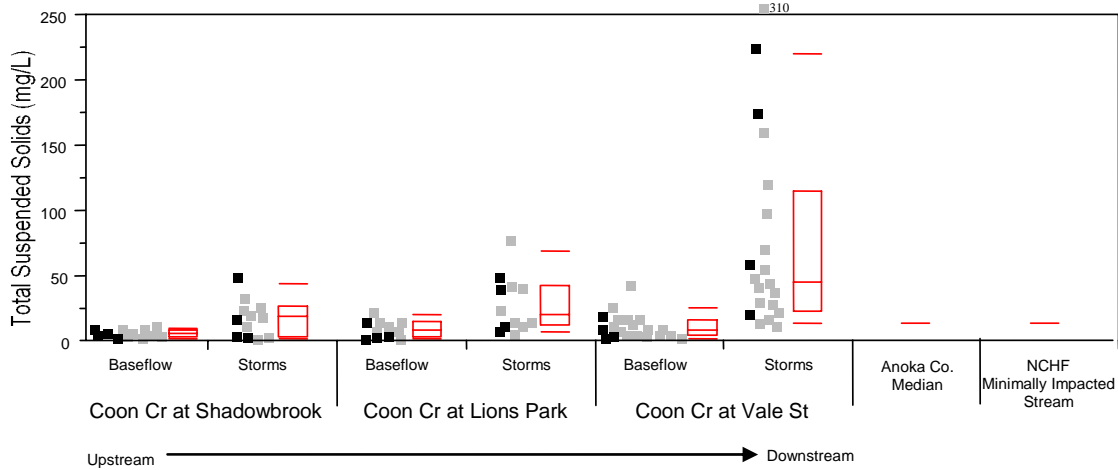 310
250
200
150
100
50
0
Total Suspended Solids (mg/L)
Baseflow Storms Baseflow Storms Baseflow Storms
Anoka Co.
Median
NCHF
Minimally Impacted
Stream
Coon Cr at Shadowbrook Coon Cr at Lions Park Coon Cr at Vale St
Upstream Downstream